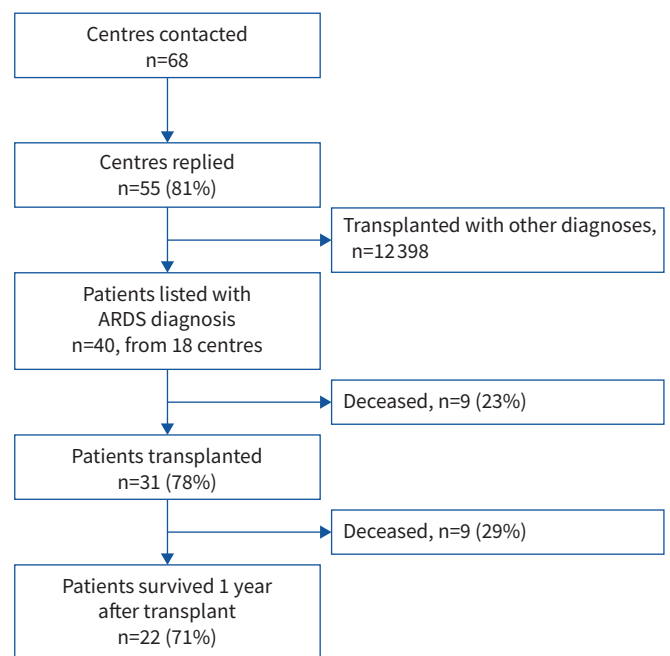 Centres contacted
n=68
Centres replied
n=55 (81%)
Transplanted with other diagnoses,
n=12 398
Patients listed with
ARDS diagnosis
n=40, from 18 centres
Deceased, n=9 (23%)
Patients transplanted
n=31 (78%)
Deceased, n=9 (29%)
Patients survived 1 year
after transplant
n=22 (71%)